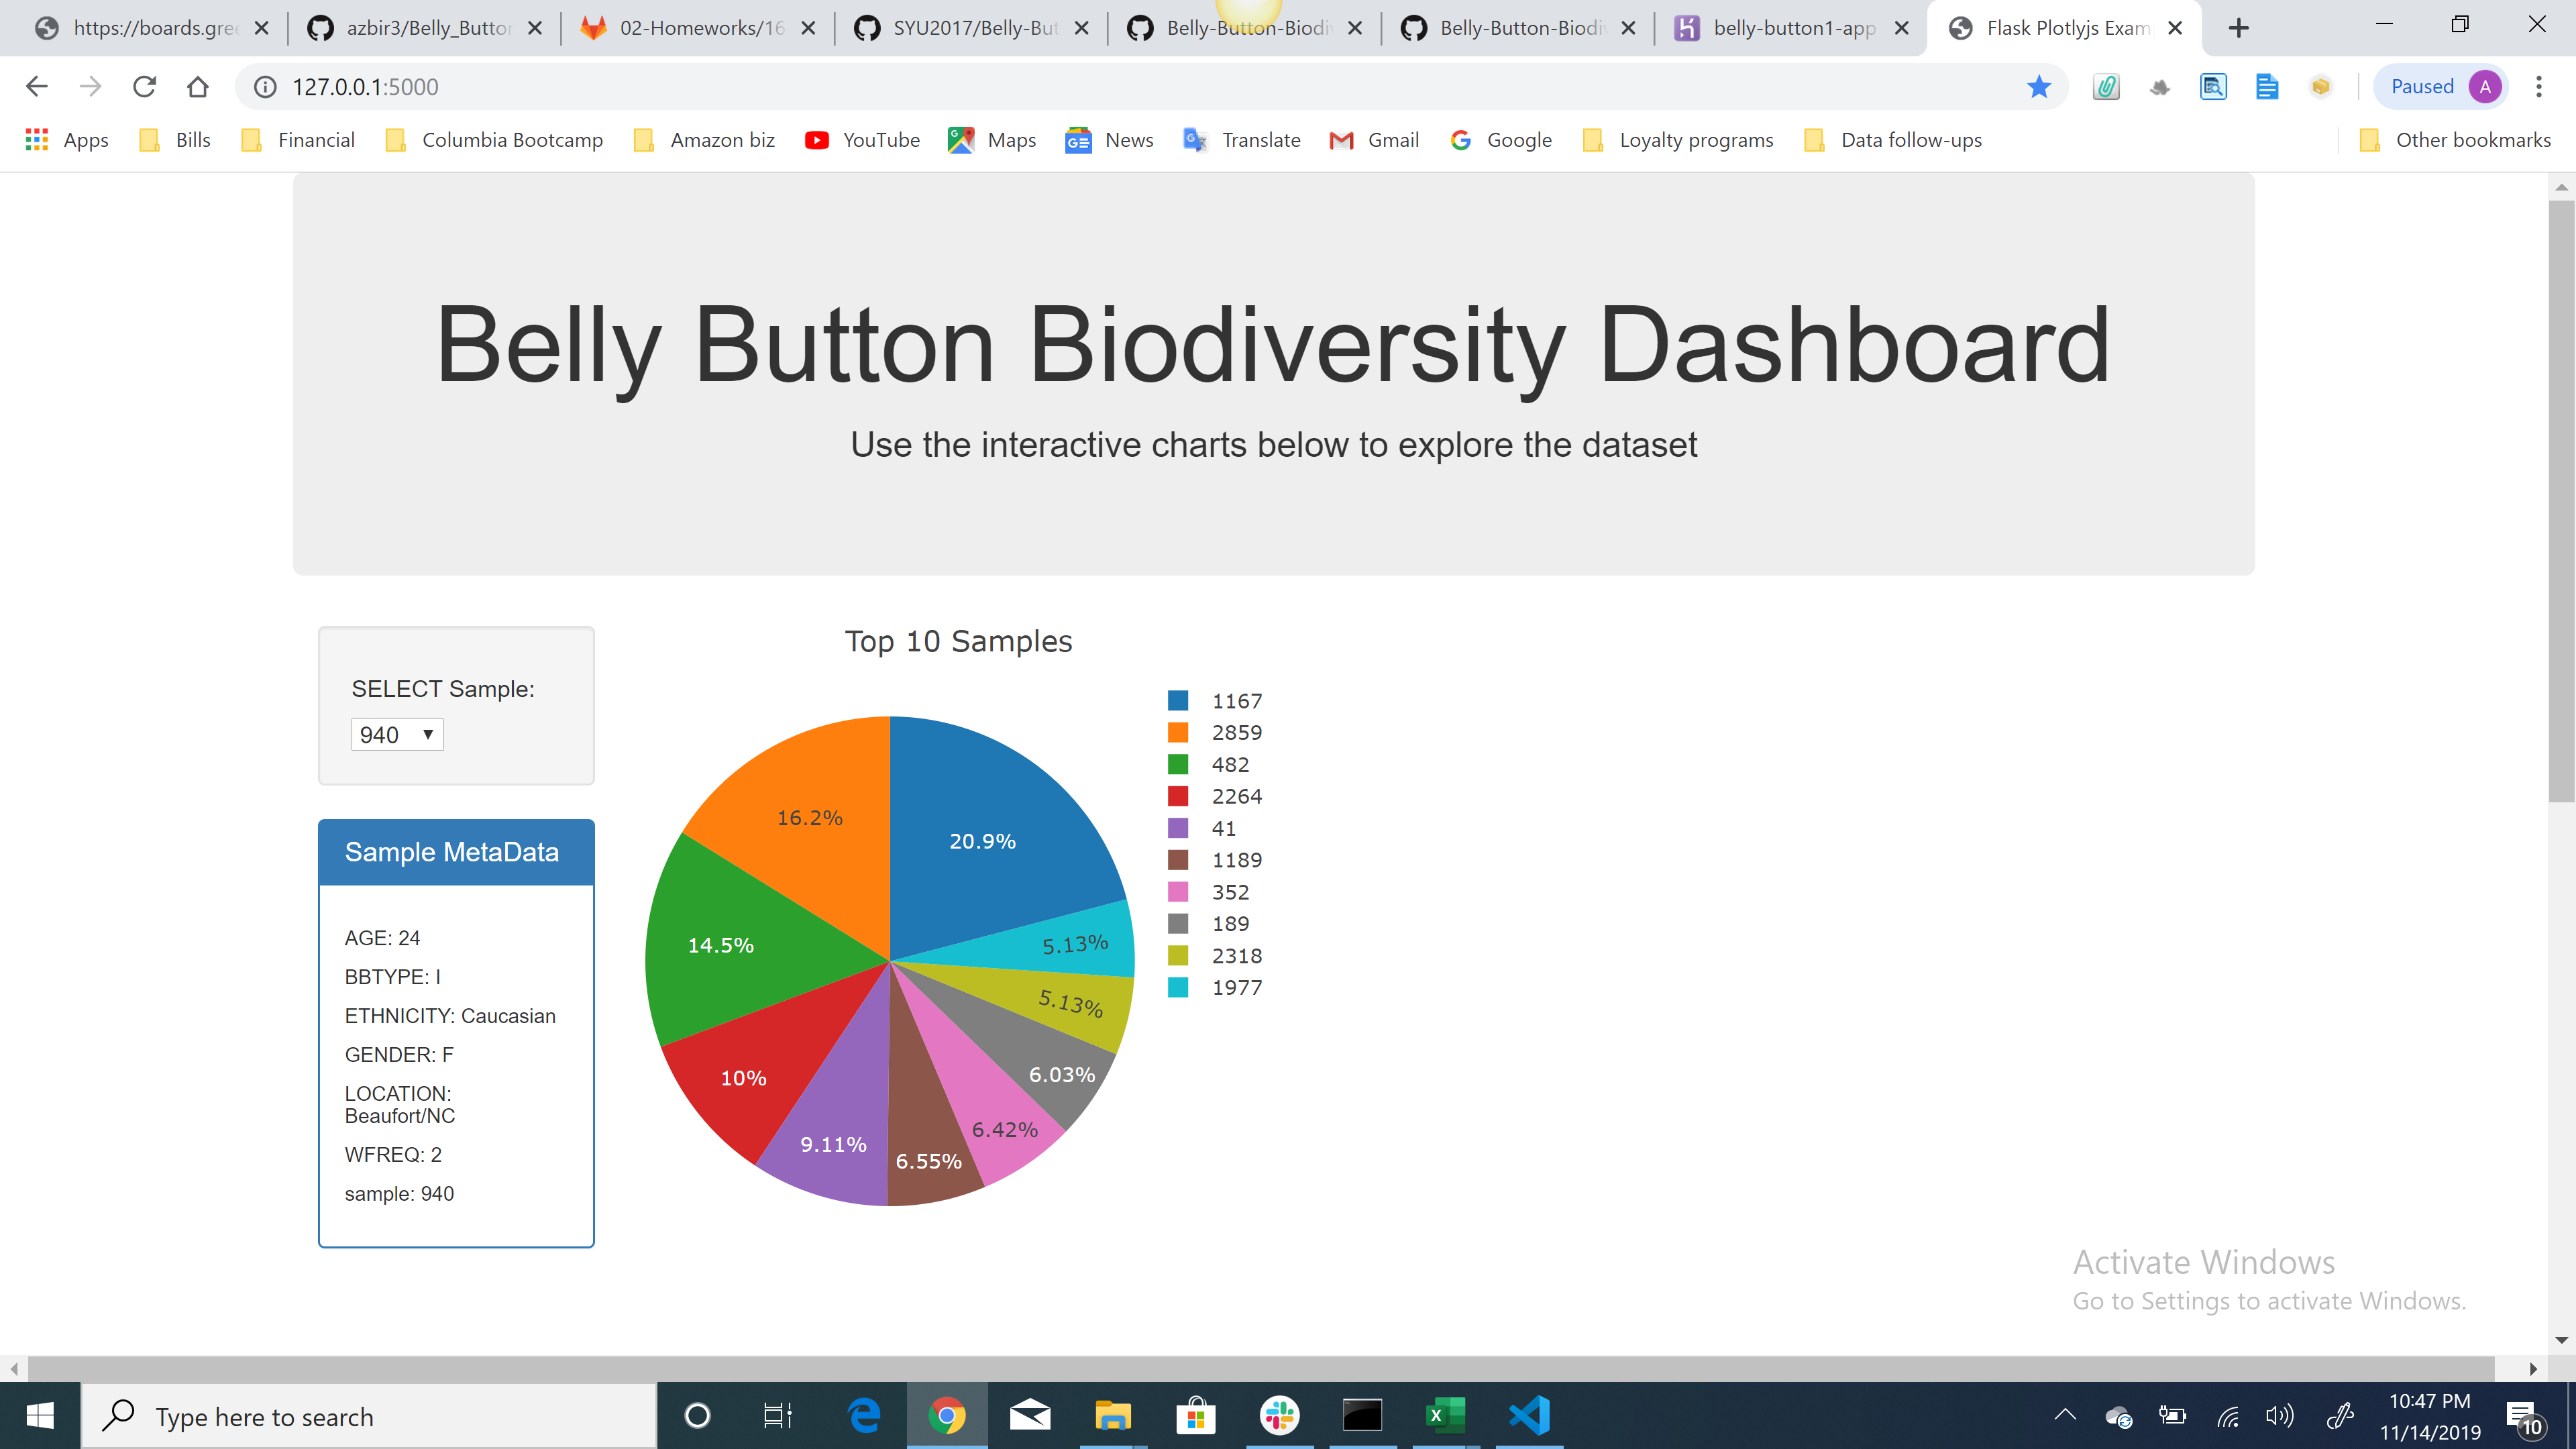 https://boards.gree
azbir3/Belly_Button
02-Homeworks/16
SYU2017/Belly-But
Belly-Button-Biodiv
Belly-Button-Biodiv
belly-button1-app
Flask Plotlyjs Exam
127.0.0.1:5000
Paused
A
Apps
Bills
Financial
Columbia Bootcamp
Amazon biz
YouTube
Maps
News
Translate
Gmail
Google
Loyalty programs
Data follow-ups
Other bookmarks
Belly Button Biodiversity Dashboard
Use the interactive charts below to explore the dataset
SELECT Sample:
940
Sample MetaData
AGE: 24
BBTYPE: I
ETHNICITY: Caucasian
GENDER: F
LOCATION:
Beaufort/NC
WFREQ: 2
sample: 940
Top 10 Samples
20.9%
16.2%
14.5%
10%
9.11%
6.55%
6.42%
6.03%
5.13%
5.13%
1167
2859
482
2264
41
1189
352
189
2318
1977
Activate Windows
Go to Settings to activate Windows.
Type here to search
10:47 PM
11/14/2019
10